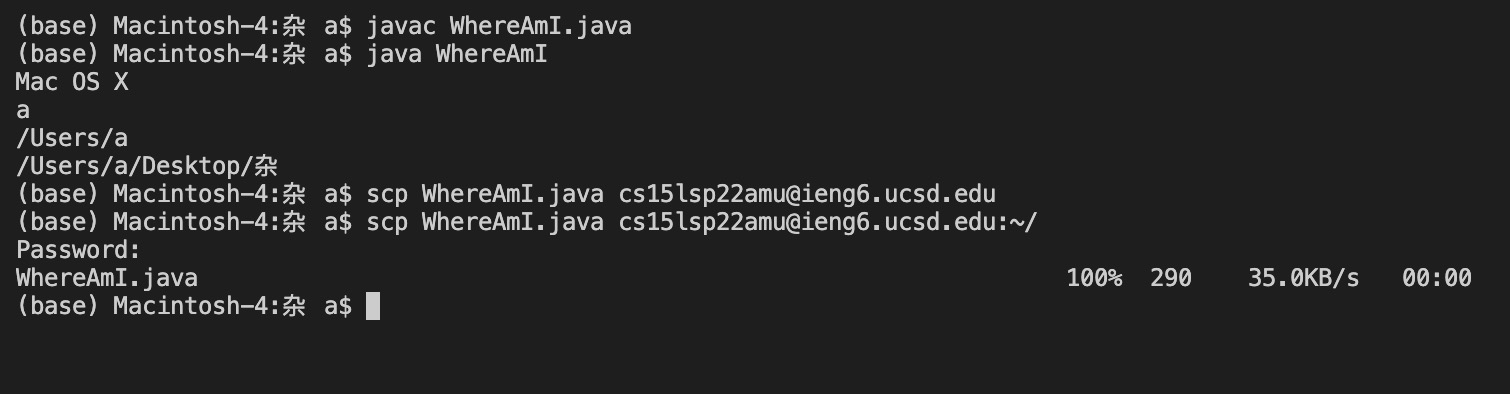 (base) Macintosh-4:杂 a$ javac WhereAmI.java
(base) Macintosh-4:杂 a$ java WhereAmI
Mac OS X
a
/Users/a
/Users/a/Desktop/杂
(base) Macintosh-4:杂 a$ scp WhereAmI.java cs15lsp22amu@ieng6.ucsd.edu
(base) Macintosh-4:杂 a$ scp WhereAmI.java cs15lsp22amu@ieng6.ucsd.edu:~/
Password:
WhereAmI.java 100% 290 35.0KB/s 00:00
(base) Macintosh-4:杂 a$